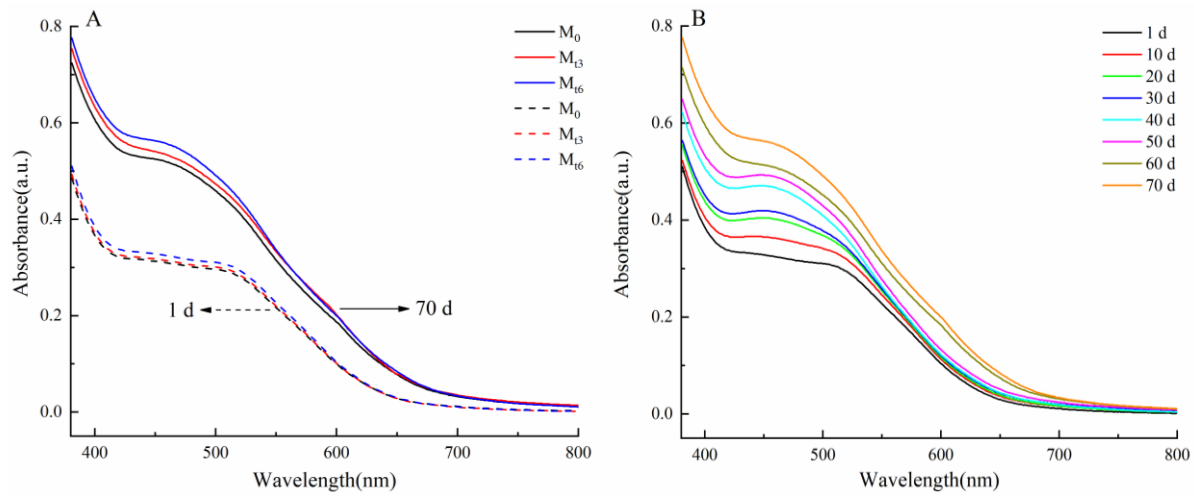 A
M0
Mt3
Mt6
M0
Mt3
Mt6
0.8
0.6
0.4
0.2
0.0
1 d
70 d
400
500
600
700
800
Absorbance(a.u.)
Wavelength(nm)
B
1 d
10 d
20 d
30 d
40 d
50 d
60 d
70 d
0.8
0.6
0.4
0.2
0.0
400
500
600
700
800
Absorbance(a.u.)
Wavelength(nm)